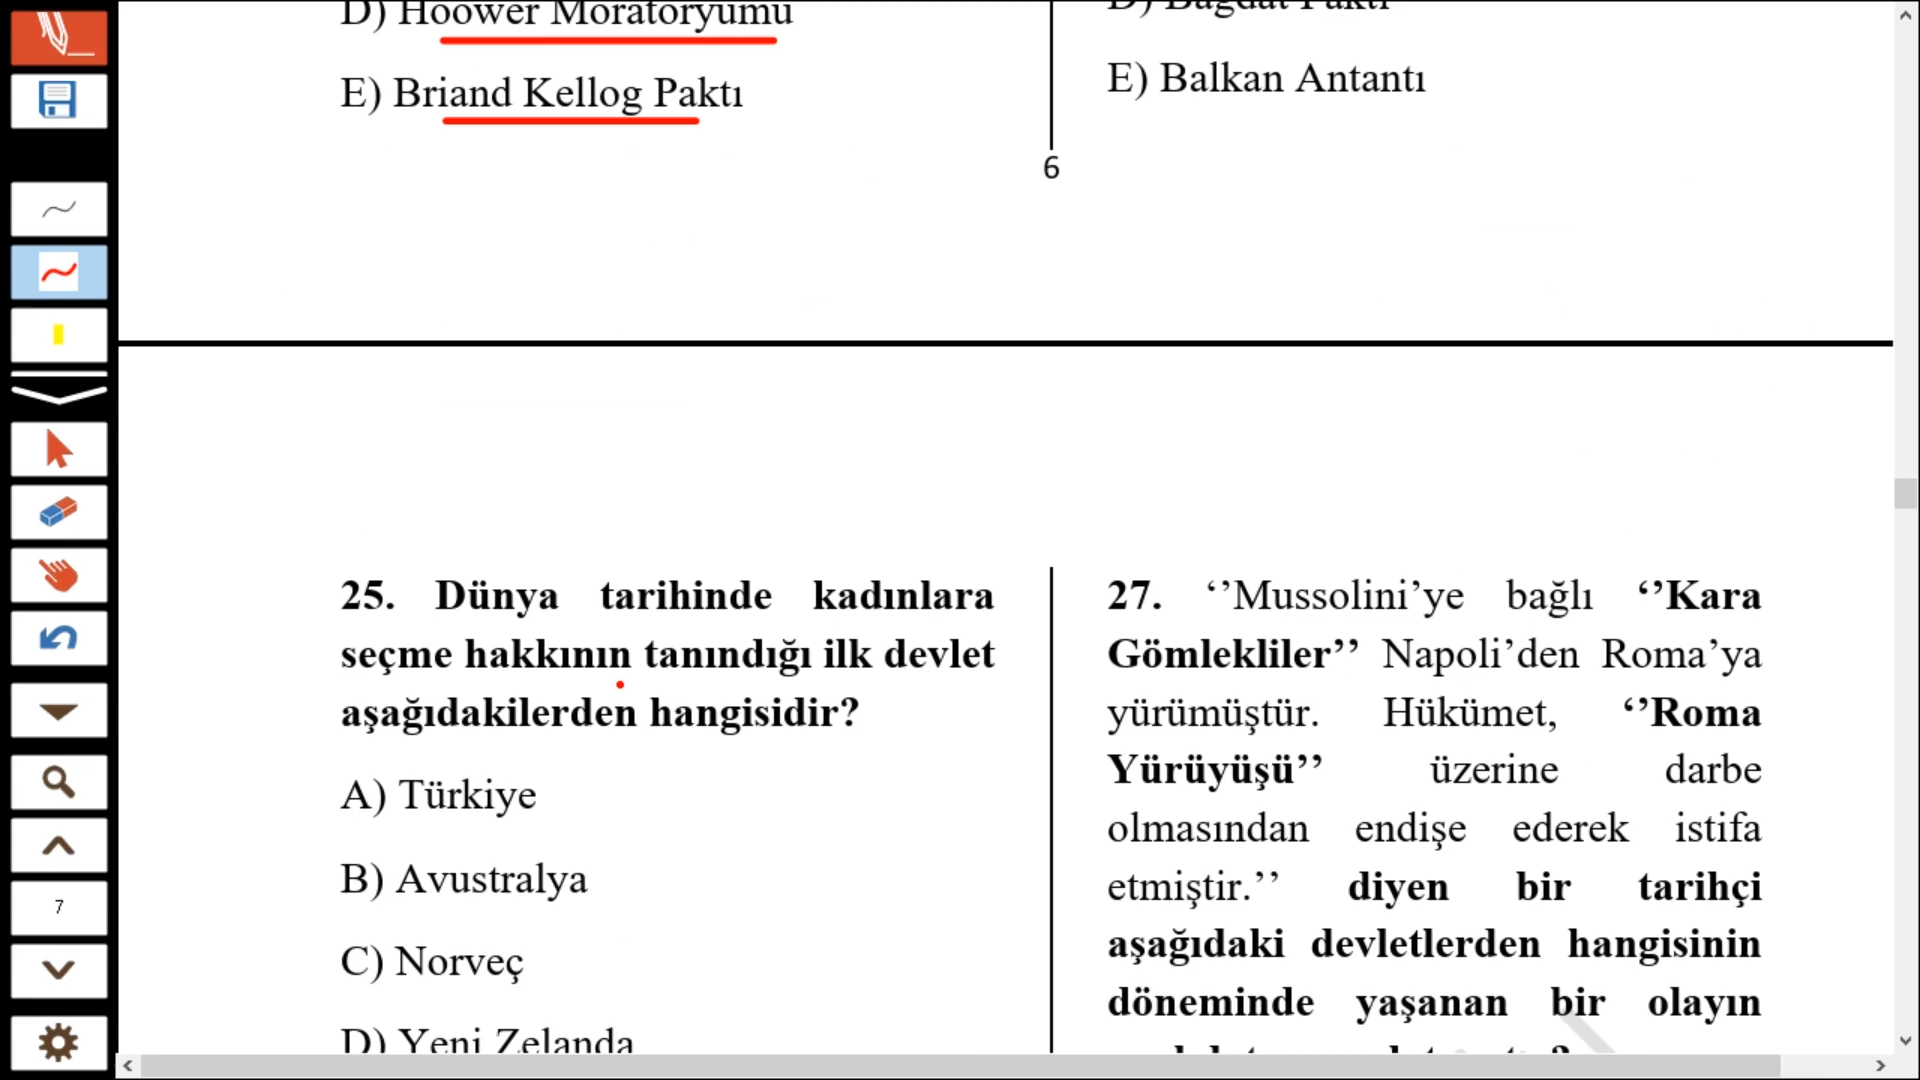 D) Hoower Moratoryumu
E) Briand Kellog Paktı
D) Bağdat Paktı
E) Balkan Antantı
6
25. Dünya tarihinde kadınlara
seçme hakkının tanındığı ilk devlet
aşağıdakilerden hangisidir?
A) Türkiye
B) Avustralya
C) Norveç
D) Yeni Zelanda
27. ‘’Mussolini’ye bağlı ‘’Kara
Gömlekliler’’ Napoli’den Roma’ya
yürümüştür. Hükümet, ‘’Roma
Yürüyüşü’’ üzerine darbe
olmasından endişe ederek istifa
etmiştir.’’ diyen bir tarihçi
aşağıdaki devletlerden hangisinin
döneminde yaşanan bir olayın
7